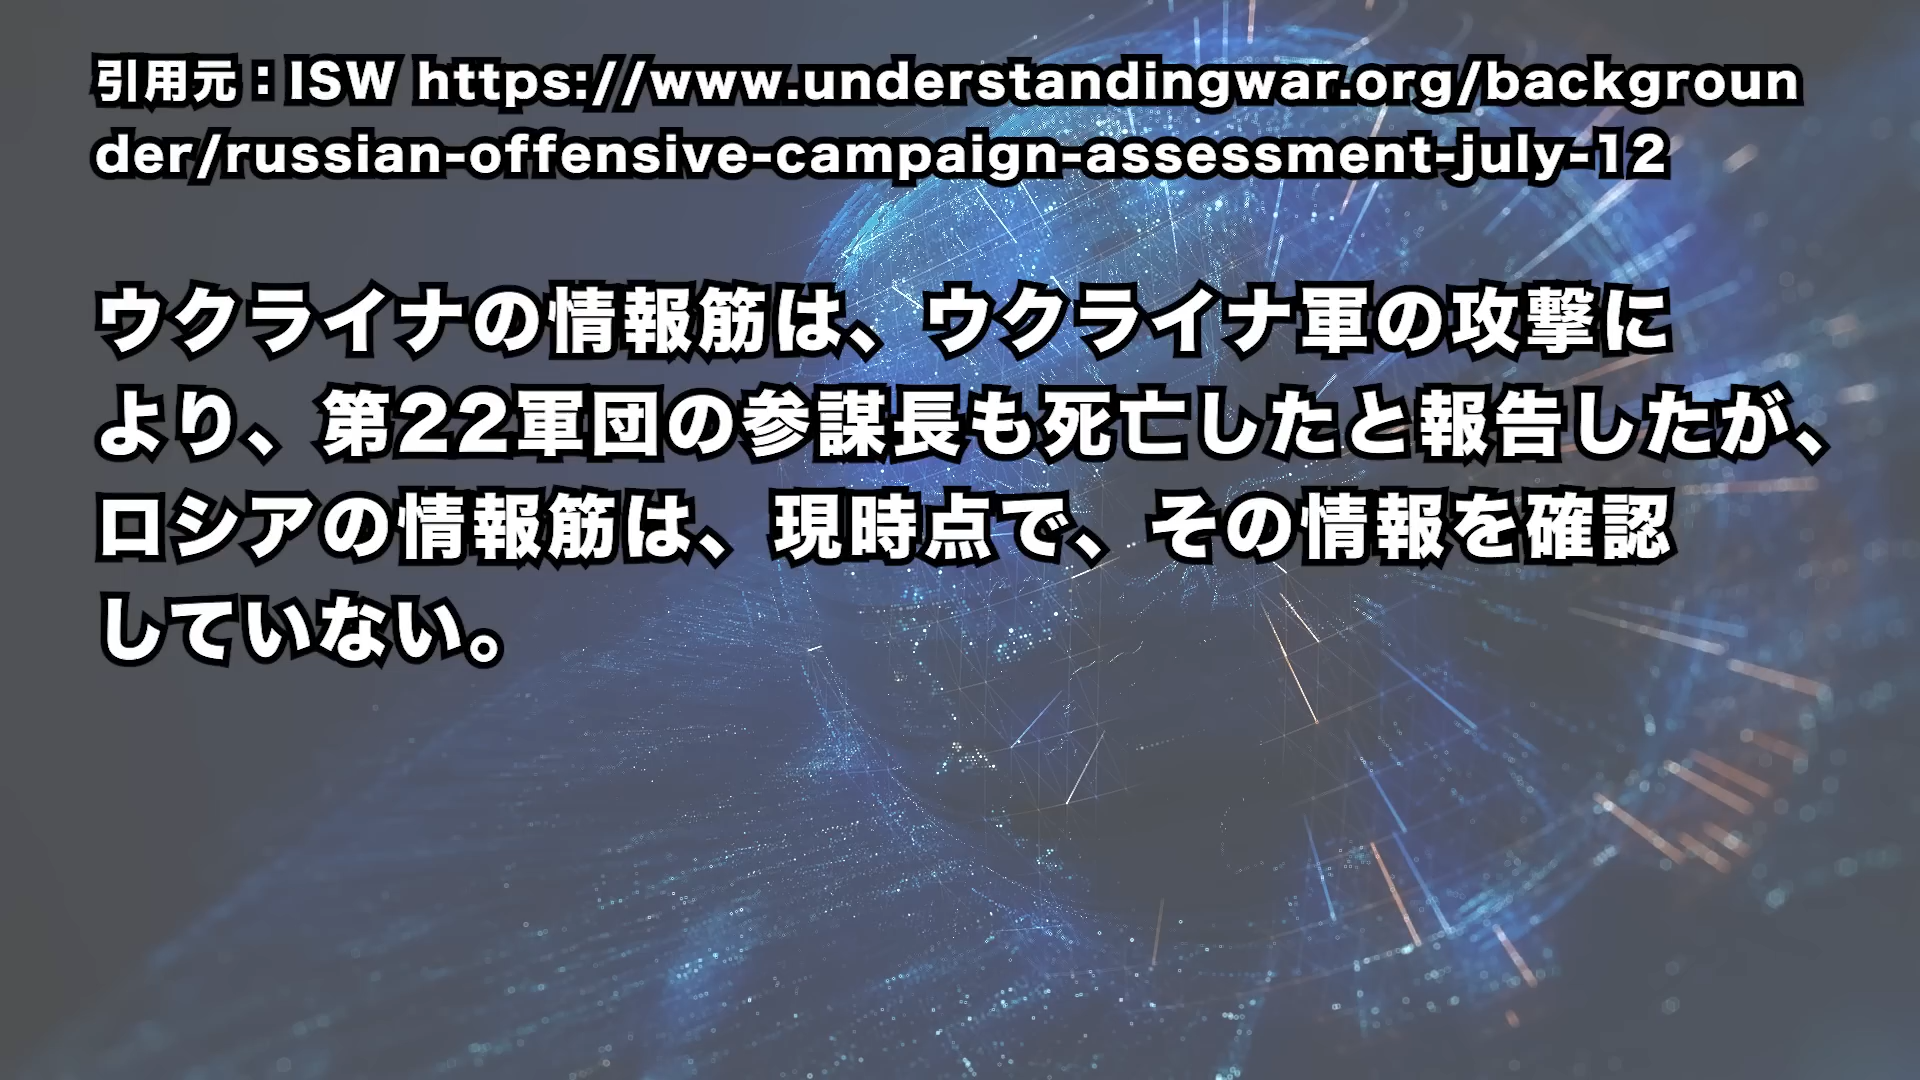 引用元：ISW https://www.understandingwar.org/backgroun
der/russian-offensive-campaign-assessment-july-12
ウクライナの情報筋は、ウクライナ軍の攻撃に
より、第22軍団の参謀長も死亡したと報告したが、
ロシアの情報筋は、現時点で、その情報を確認
していない。